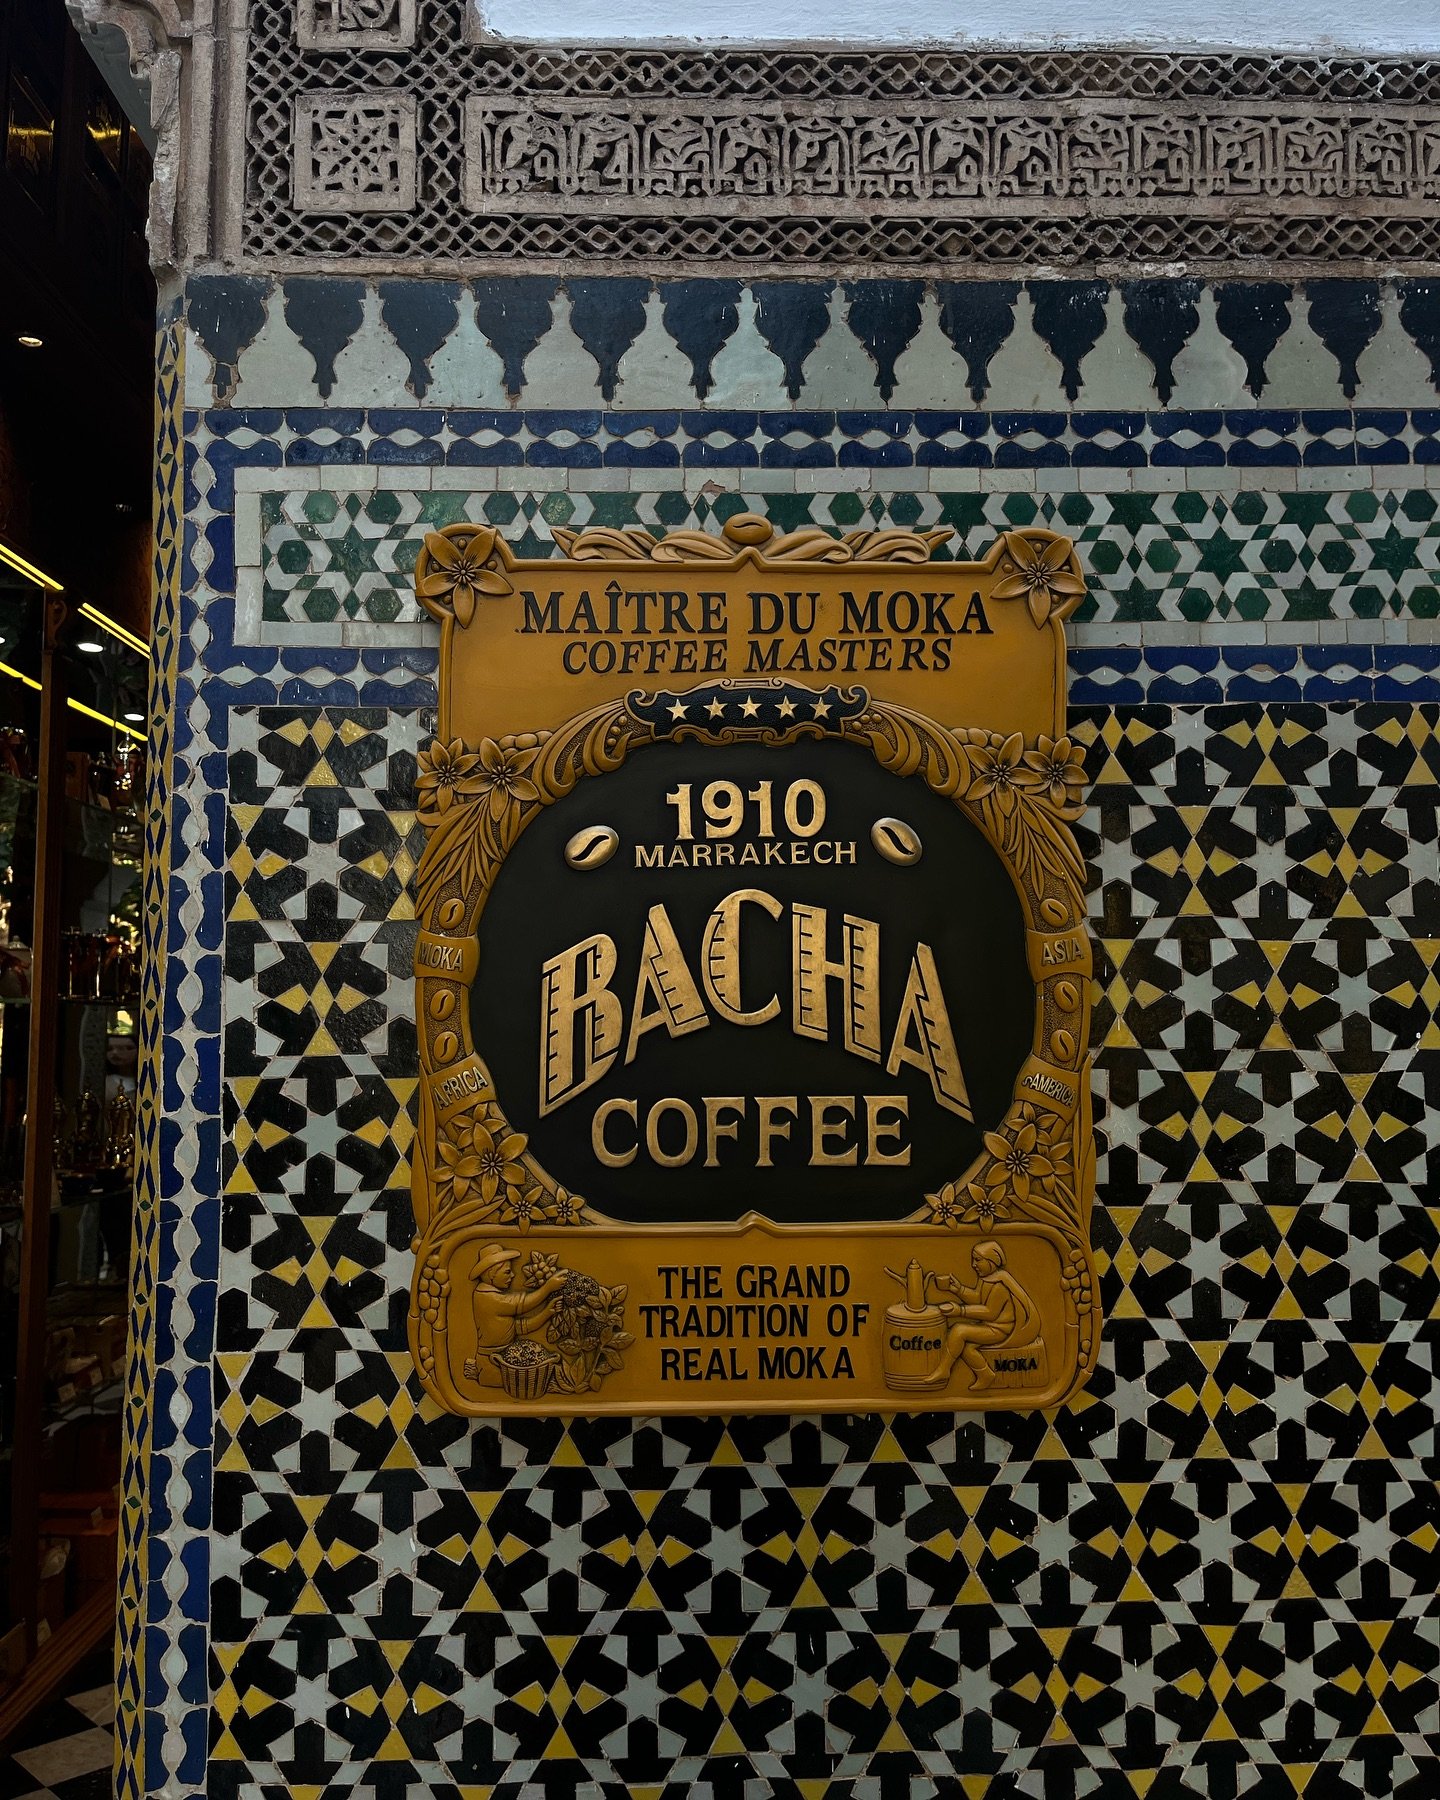 MAÎTRE DU MOKA
COFFEE MASTERS
1910
MARRAKECH
BACHA
COFFEE
MOKA
ASIA
AFRICA
AMERICA
THE GRAND
TRADITION OF
REAL MOKA
Coffee
MOKA